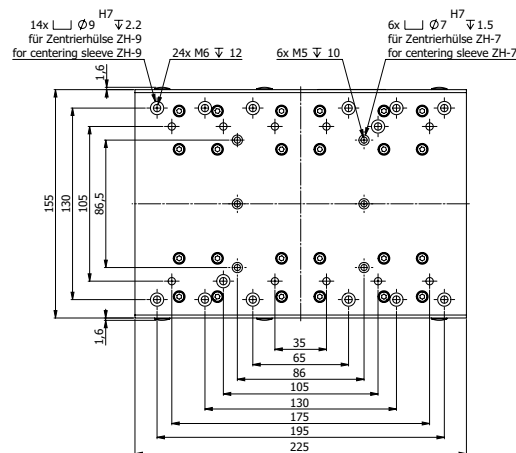 H7
14x ⌴ Ø9 ↧ 2.2
für Zentrierhülse ZH-9
for centering sleeve ZH-9
24x M6 ↧ 12
6x M5 ↧ 10
H7
6x ⌴ Ø7 ↧ 1.5
für Zentrierhülse ZH-7
for centering sleeve ZH-7
1,6
155
130
105
86,5
1,6
35
65
86
105
130
175
195
225